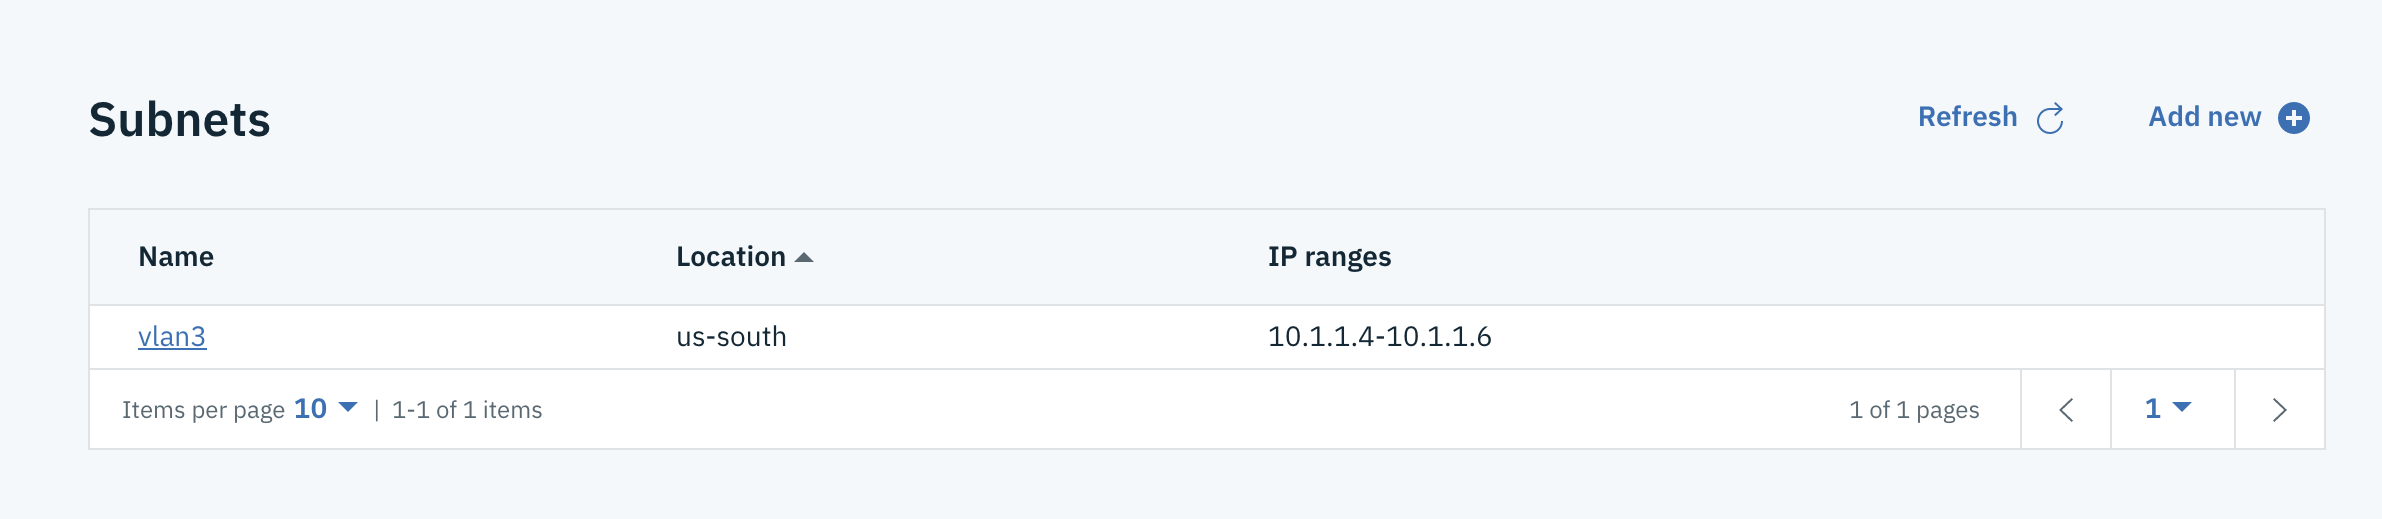 Subnets
Refresh Add new
Name Location IP ranges
vlan3 us-south 10.1.1.4-10.1.1.6
Items per page 10 | 1-1 of 1 items 1 of 1 pages 1